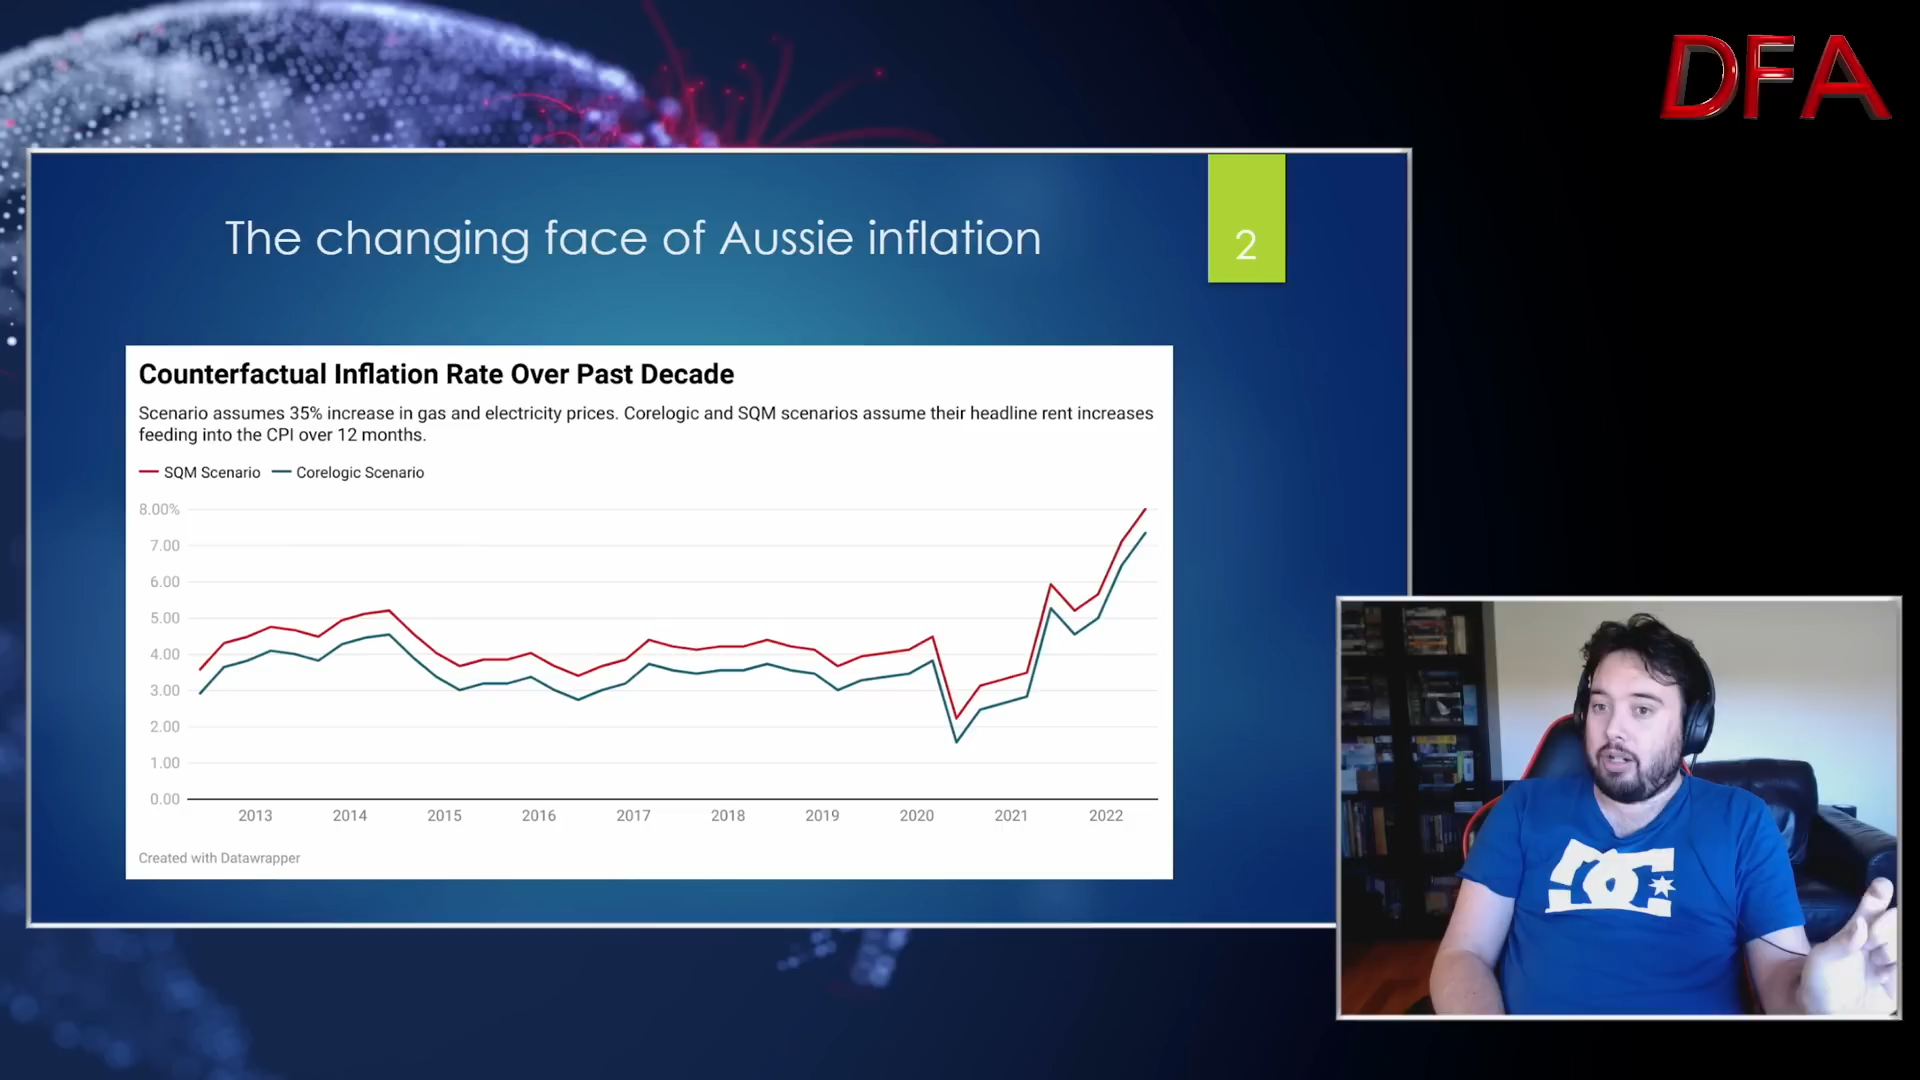 DFA
The changing face of Aussie inflation
2
Counterfactual Inflation Rate Over Past Decade
Scenario assumes 35% increase in gas and electricity prices. Corelogic and SQM scenarios assume their headline rent increases
feeding into the CPI over 12 months.
SQM Scenario Corelogic Scenario
8.00%
7.00
6.00
5.00
4.00
3.00
2.00
1.00
0.00
2013 2014 2015 2016 2017 2018 2019 2020 2021 2022
Created with Datawrapper
DC